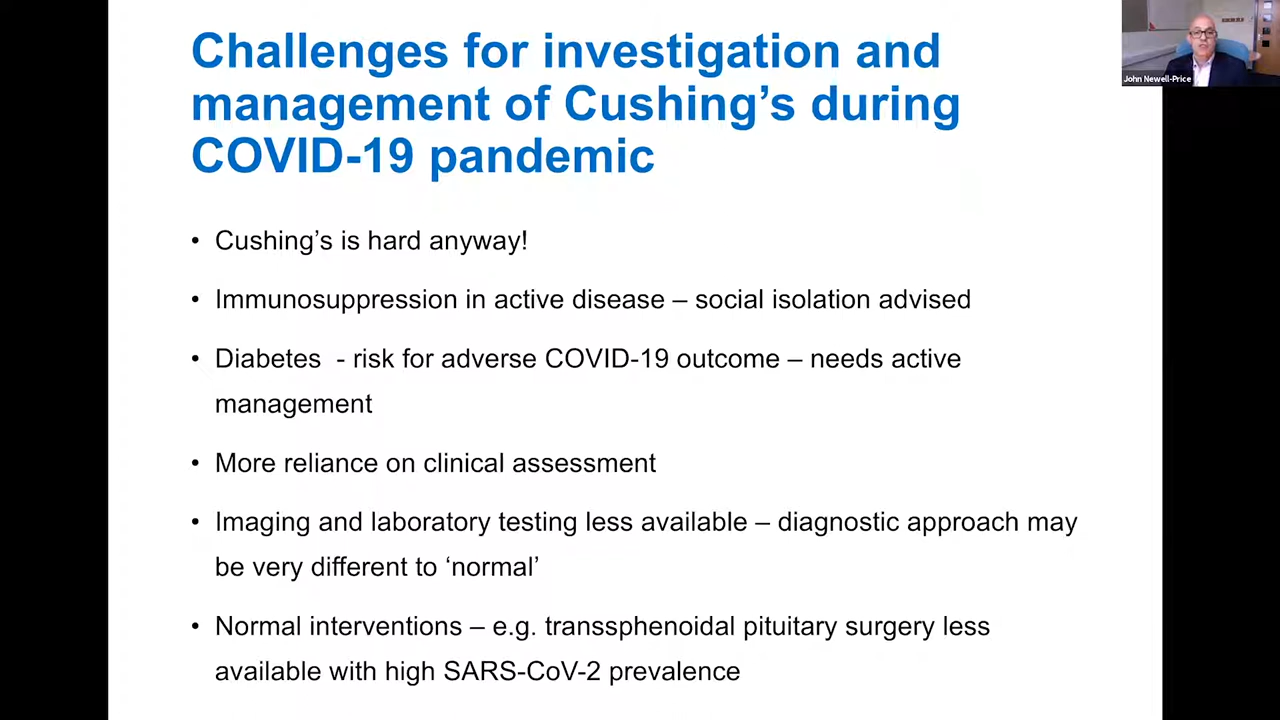 Challenges for investigation and
management of Cushing’s during
COVID-19 pandemic
• Cushing’s is hard anyway!
• Immunosuppression in active disease – social isolation advised
• Diabetes  - risk for adverse COVID-19 outcome – needs active
management
• More reliance on clinical assessment
• Imaging and laboratory testing less available – diagnostic approach may
be very different to ‘normal’
• Normal interventions – e.g. transsphenoidal pituitary surgery less
available with high SARS-CoV-2 prevalence
John Newell-Price